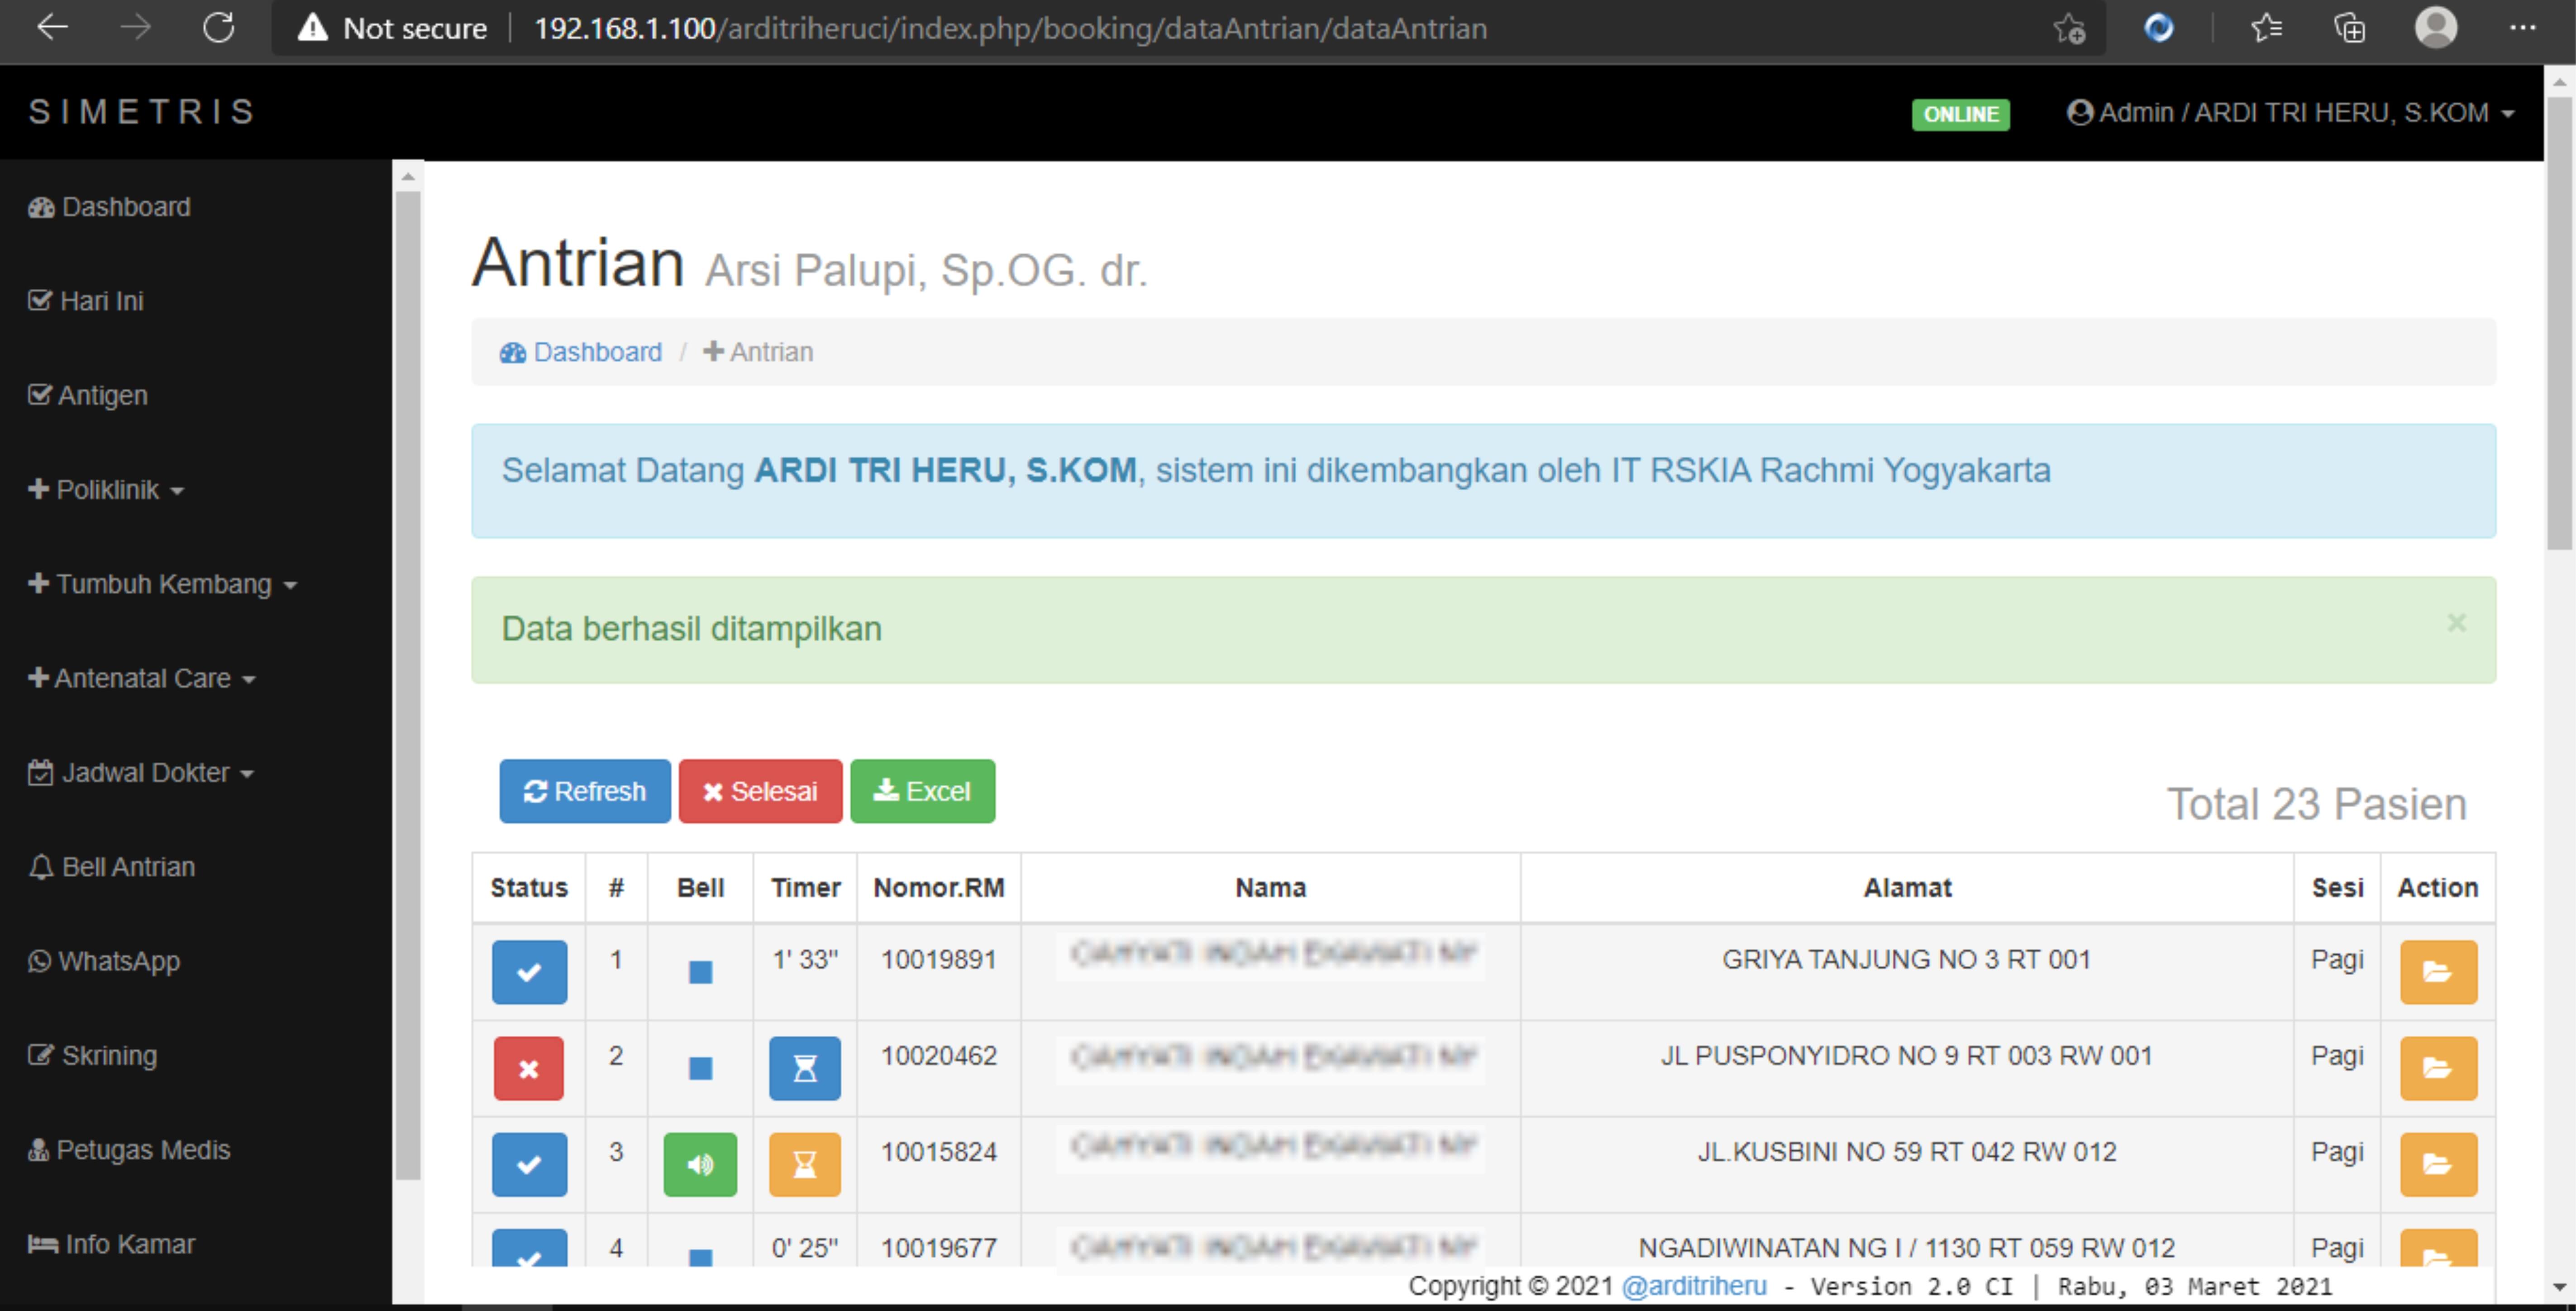 Not secure | 192.168.1.100/arditriheruci/index.php/booking/dataAntrian/dataAntrian
SIMETRIS
ONLINE
Admin / ARDI TRI HERU, S.KOM
Dashboard
Hari Ini
Antigen
Poliklinik
Tumbuh Kembang
Antenatal Care
Jadwal Dokter
Bell Antrian
WhatsApp
Skrining
Petugas Medis
Info Kamar
Antrian Arsi Palupi, Sp.OG. dr.
Dashboard / Antrian
Selamat Datang ARDI TRI HERU, S.KOM, sistem ini dikembangkan oleh IT RSKIA Rachmi Yogyakarta
Data berhasil ditampilkan ×
Refresh Selesai Excel
Total 23 Pasien
Status # Bell Timer Nomor.RM Nama Alamat Sesi Action
1 1' 33" 10019891 GRIYA TANJUNG NO 3 RT 001 Pagi
2 10020462 JL PUSPONYIDRO NO 9 RT 003 RW 001 Pagi
3 10015824 JL.KUSBINI NO 59 RT 042 RW 012 Pagi
4 0' 25" 10019677 NGADIWINATAN NG I / 1130 RT 059 RW 012 Pagi
Copyright © 2021 @arditriheru - Version 2.0 CI | Rabu, 03 Maret 2021